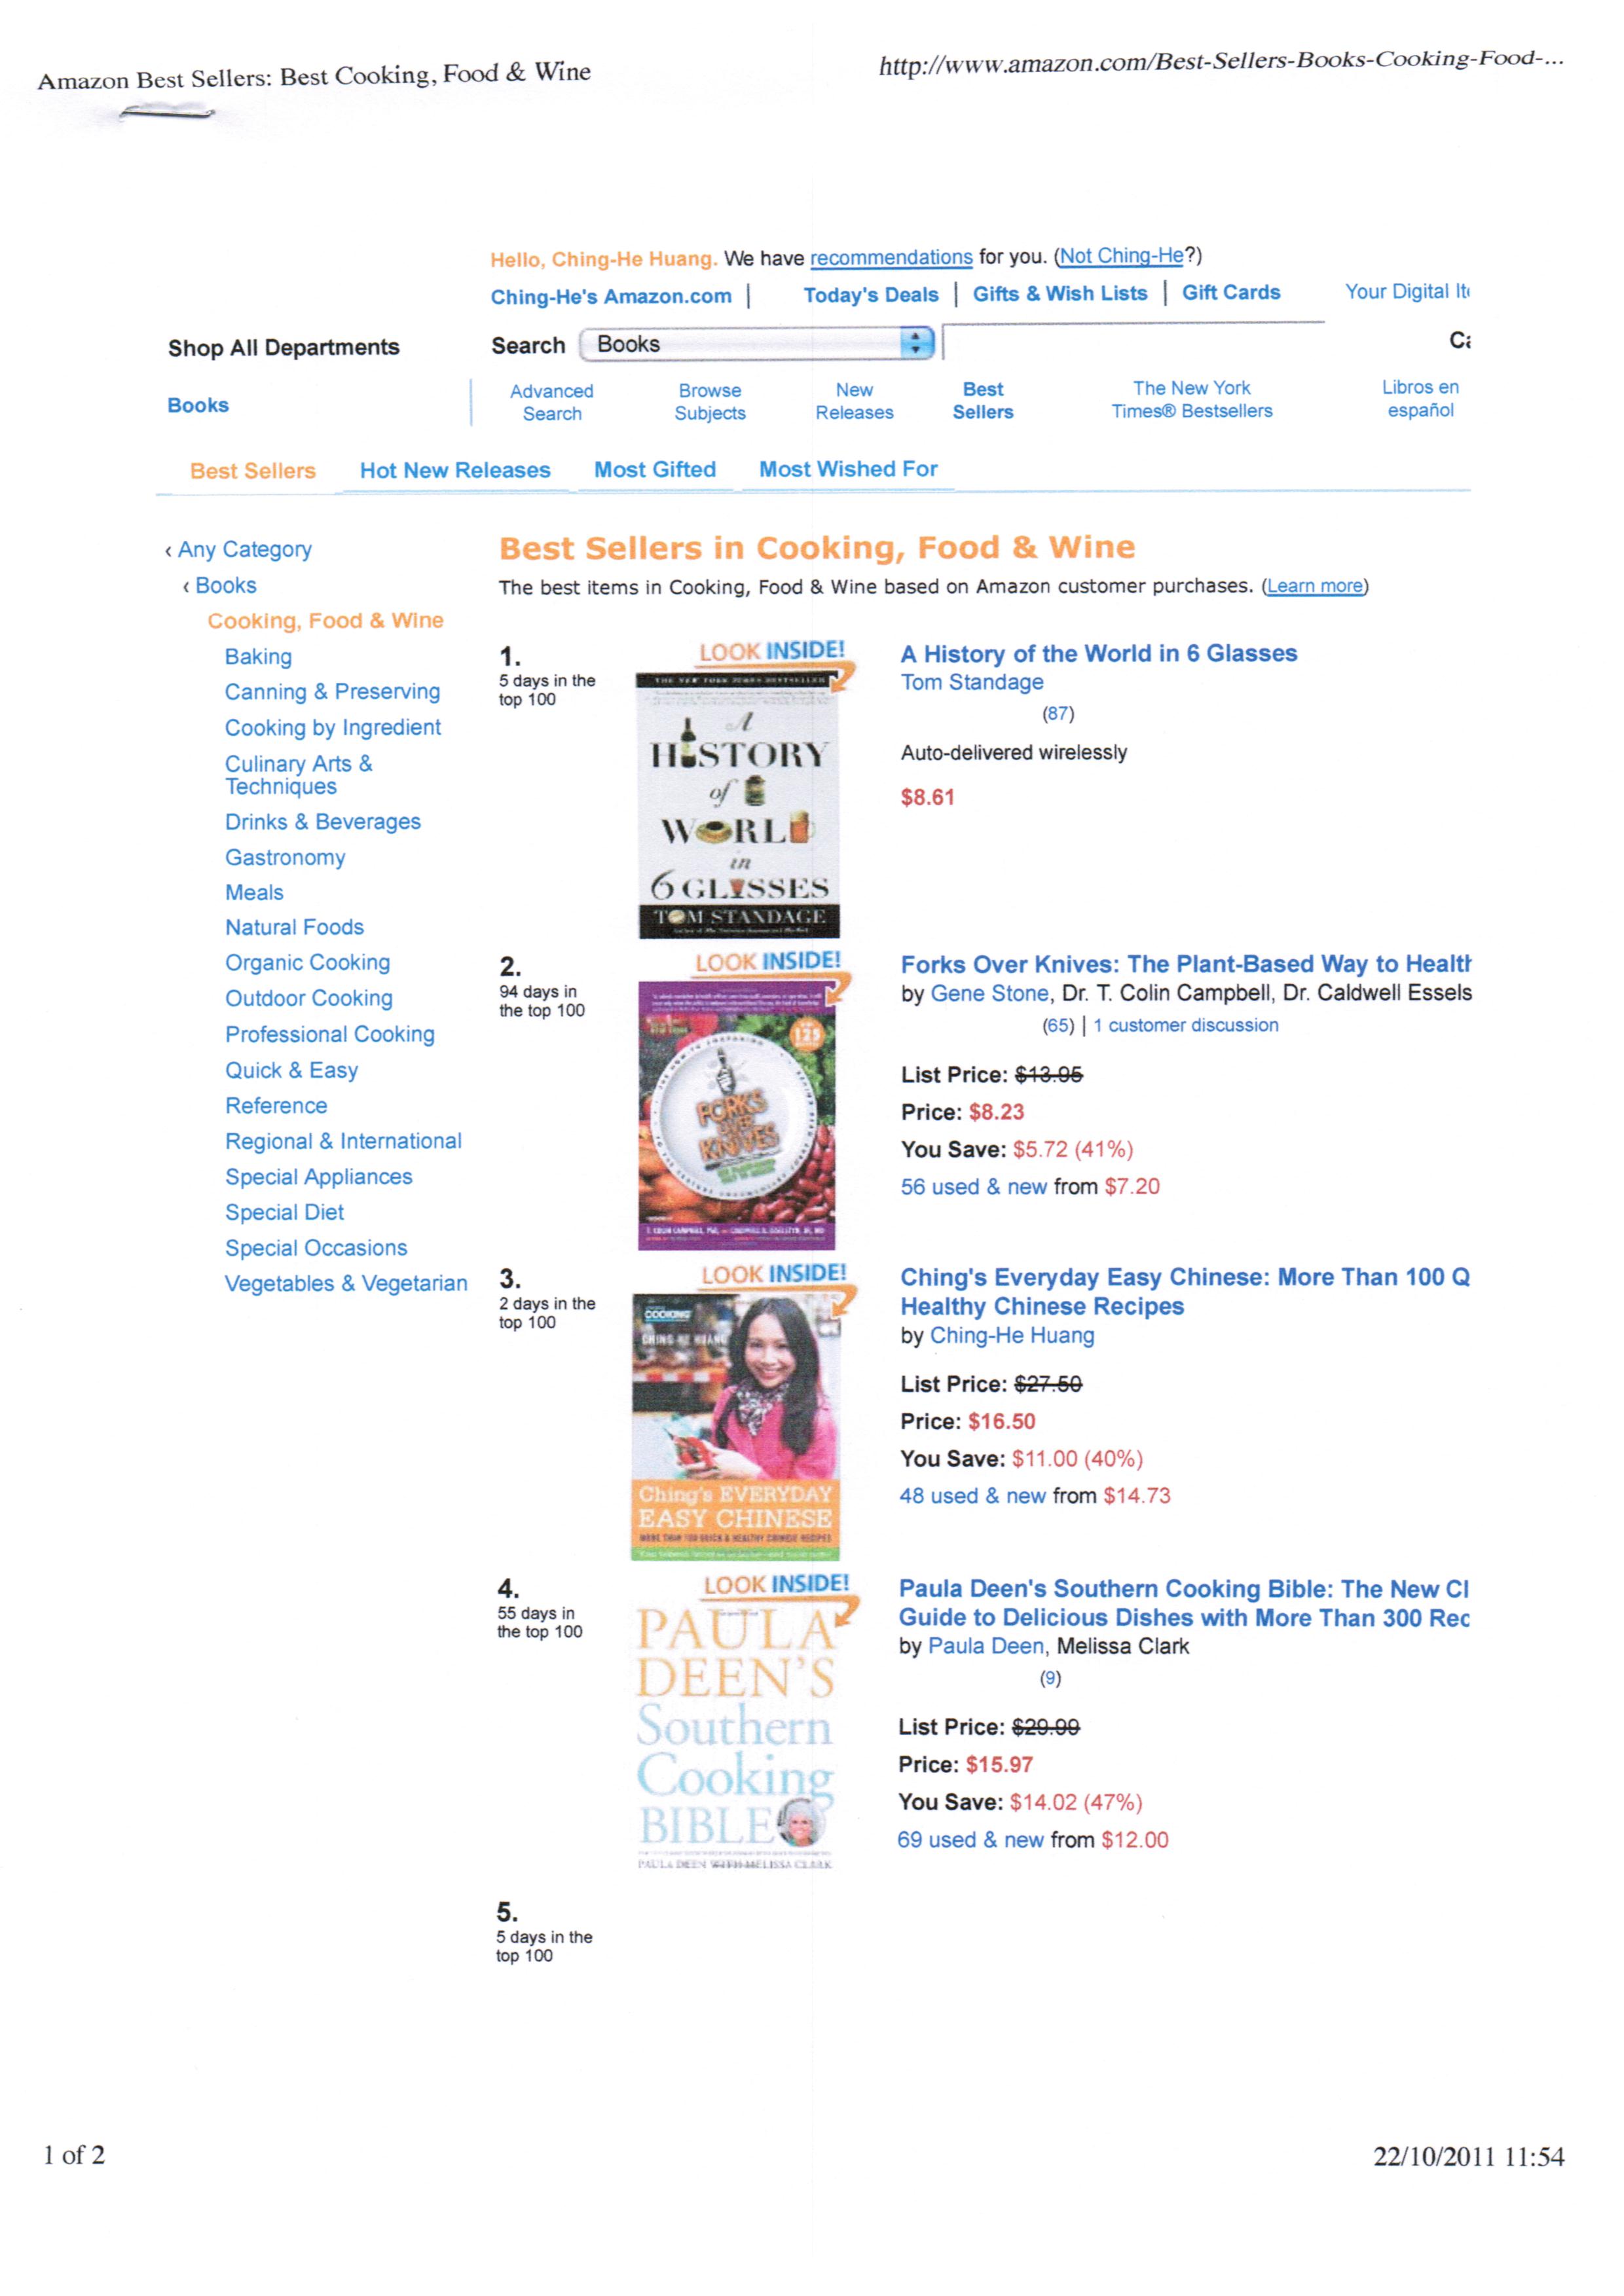 Amazon Best Sellers: Best Cooking, Food & Wine
http://www.amazon.com/Best-Sellers-Books-Cooking-Food-...
Hello, Ching-He Huang. We have recommendations for you. (Not Ching-He?)
Ching-He's Amazon.com | Today's Deals | Gifts & Wish Lists | Gift Cards Your Digital Ite
Shop All Departments Search Books Ca
Books
Advanced Search
Browse Subjects
New Releases
Best Sellers
The New York Times® Bestsellers
Libros en español
Best Sellers Hot New Releases Most Gifted Most Wished For
‹ Any Category
‹ Books
Cooking, Food & Wine
Baking
Canning & Preserving
Cooking by Ingredient
Culinary Arts &
Techniques
Drinks & Beverages
Gastronomy
Meals
Natural Foods
Organic Cooking
Outdoor Cooking
Professional Cooking
Quick & Easy
Reference
Regional & International
Special Appliances
Special Diet
Special Occasions
Vegetables & Vegetarian
Best Sellers in Cooking, Food & Wine
The best items in Cooking, Food & Wine based on Amazon customer purchases. (Learn more)
1.
5 days in the
top 100
LOOK INSIDE!
THE NEW YORK TIMES BESTSELLER
A
HISTORY
of
WORLD
in
6 GLASSES
TOM STANDAGE
A History of the World in 6 Glasses
Tom Standage
(87)
Auto-delivered wirelessly
$8.61
2.
94 days in
the top 100
LOOK INSIDE!
125
FORKS
OVER
KNIVES
Forks Over Knives: The Plant-Based Way to Health
by Gene Stone, Dr. T. Colin Campbell, Dr. Caldwell Essels
(65) | 1 customer discussion
List Price: $13.95
Price: $8.23
You Save: $5.72 (41%)
56 used & new from $7.20
3.
2 days in the
top 100
LOOK INSIDE!
COOKING
CHING-HE HUANG
Ching's EVERYDAY
EASY CHINESE
MORE THAN 100 QUICK & HEALTHY CHINESE RECIPES
Ching's Everyday Easy Chinese: More Than 100 Q
Healthy Chinese Recipes
by Ching-He Huang
List Price: $27.50
Price: $16.50
You Save: $11.00 (40%)
48 used & new from $14.73
4.
55 days in
the top 100
LOOK INSIDE!
PAULA
DEEN'S
Southern
Cooking
BIBLE
PAULA DEEN WITH MELISSA CLARK
Paula Deen's Southern Cooking Bible: The New Cl
Guide to Delicious Dishes with More Than 300 Rec
by Paula Deen, Melissa Clark
(9)
List Price: $29.99
Price: $15.97
You Save: $14.02 (47%)
69 used & new from $12.00
5.
5 days in the
top 100
1 of 2
22/10/2011 11:54